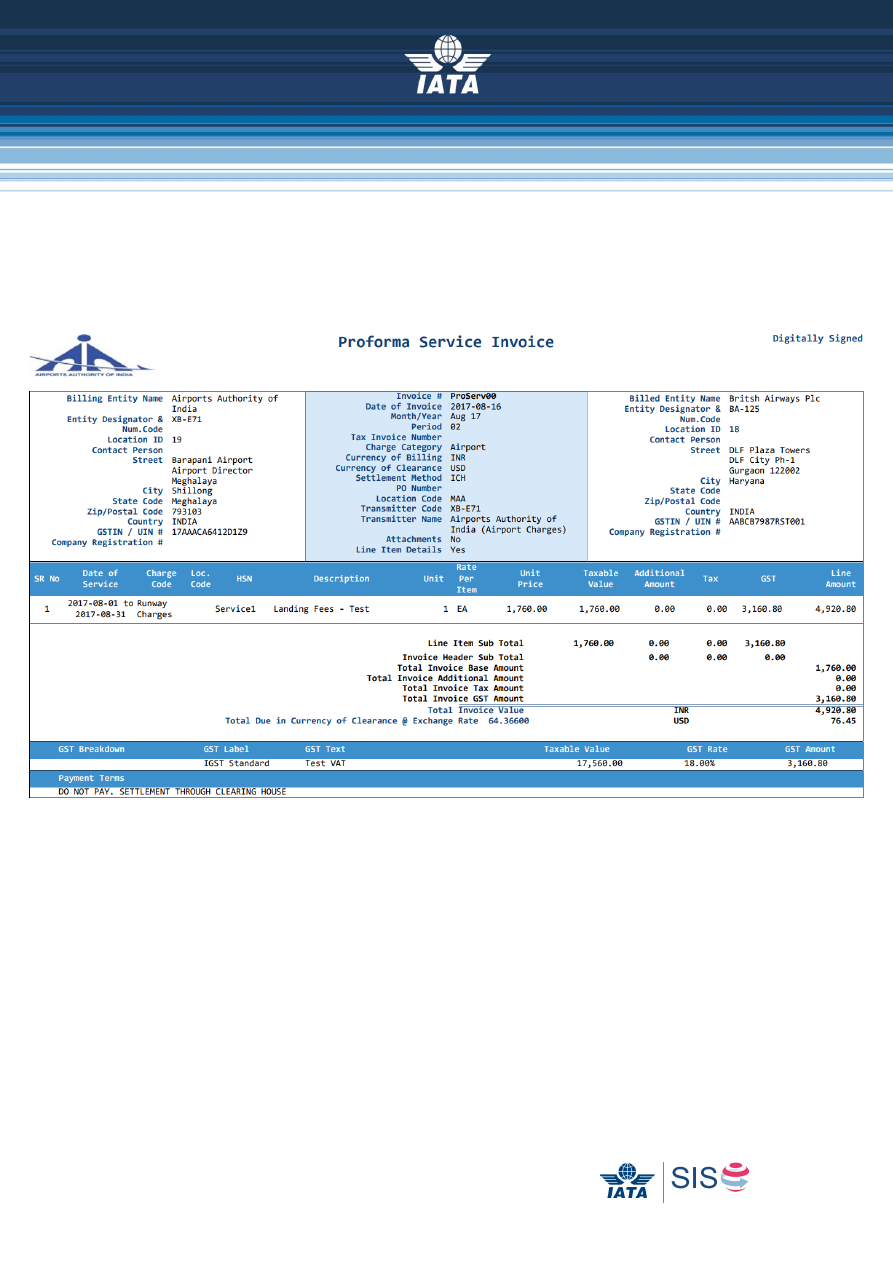 IATA
AIRPORTS AUTHORITY OF INDIA
Proforma Service Invoice
Digitally Signed
Billing Entity Name Airports Authority of
India
Entity Designator & XB-E71
Num.Code
Location ID 19
Contact Person
Street Barapani Airport
Airport Director
Meghalaya
City Shillong
State Code Meghalaya
Zip/Postal Code 793103
Country INDIA
GSTIN / UIN # 17AAACA6412D1Z9
Company Registration #
Invoice # ProServ00
Date of Invoice 2017-08-16
Month/Year Aug 17
Period 02
Tax Invoice Number
Charge Category Airport
Currency of Billing INR
Currency of Clearance USD
Settlement Method ICH
PO Number
Location Code MAA
Transmitter Code XB-E71
Transmitter Name Airports Authority of
India (Airport Charges)
Attachments No
Line Item Details Yes
Billed Entity Name Britsh Airways Plc
Entity Designator & BA-125
Num.Code
Location ID 18
Contact Person
Street DLF Plaza Towers
DLF City Ph-1
Gurgaon 122002
City Haryana
State Code
Zip/Postal Code
Country INDIA
GSTIN / UIN # AABCB7987RST001
Company Registration #
SR No Date of Service Charge Code Loc. Code HSN Description Unit Rate Per Item Unit Price Taxable Value Additional Amount Tax GST Line Amount
1 2017-08-01 to 2017-08-31 Runway Charges Service1 Landing Fees - Test 1 EA 1,760.00 1,760.00 0.00 0.00 3,160.80 4,920.80
Line Item Sub Total 1,760.00 0.00 0.00 3,160.80
Invoice Header Sub Total 0.00 0.00 0.00
Total Invoice Base Amount 1,760.00
Total Invoice Additional Amount 0.00
Total Invoice Tax Amount 0.00
Total Invoice GST Amount 3,160.80
Total Invoice Value INR 4,920.80
Total Due in Currency of Clearance @ Exchange Rate 64.36600 USD 76.45
GST Breakdown GST Label GST Text Taxable Value GST Rate GST Amount
IGST Standard Test VAT 17,560.00 18.00% 3,160.80
Payment Terms
DO NOT PAY. SETTLEMENT THROUGH CLEARING HOUSE
IATA SIS